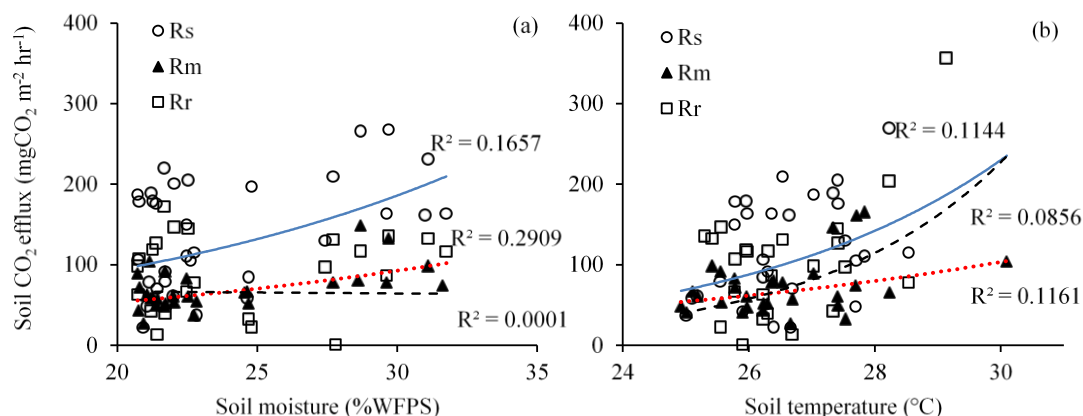 400
300
200
100
0
20
25
30
35
Soil CO₂ efflux (mgCO₂ m⁻² hr⁻¹)
Soil moisture (%WFPS)
(a)
Rs
Rm
Rr
R² = 0.1657
R² = 0.2909
R² = 0.0001
400
300
200
100
0
24
26
28
30
Soil temperature (°C)
(b)
Rs
Rm
Rr
R² = 0.1144
R² = 0.0856
R² = 0.1161